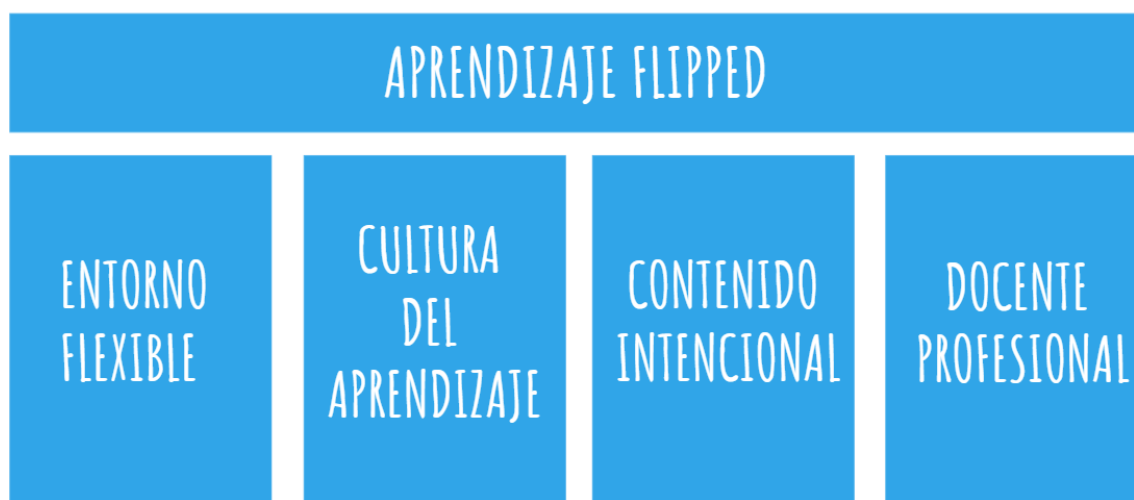 APRENDIZAJE FLIPPED
ENTORNO
FLEXIBLE
CULTURA
DEL
APRENDIZAJE
CONTENIDO
INTENCIONAL
DOCENTE
PROFESIONAL